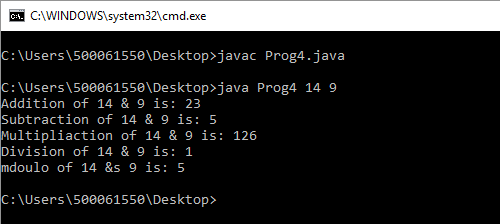 C:\WINDOWS\system32\cmd.exe
C:\Users\500061550\Desktop>javac Prog4.java
C:\Users\500061550\Desktop>java Prog4 14 9
Addition of 14 & 9 is: 23
Subtraction of 14 & 9 is: 5
Multipliaction of 14 & 9 is: 126
Division of 14 & 9 is: 1
mdoulo of 14 &s 9 is: 5
C:\Users\500061550\Desktop>